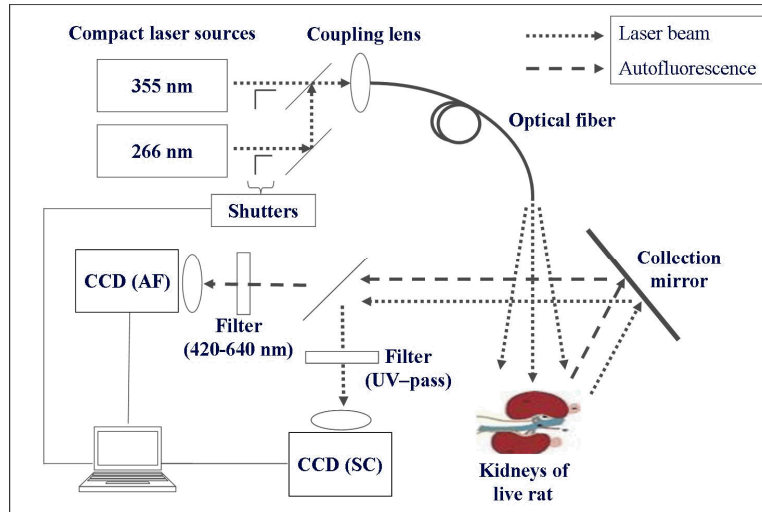 Compact laser sources
Coupling lens
Laser beam
Autofluorescence
355 nm
266 nm
Optical fiber
Shutters
Collection
mirror
CCD (AF)
Filter
(420-640 nm)
Filter
(UV–pass)
CCD (SC)
Kidneys of
live rat